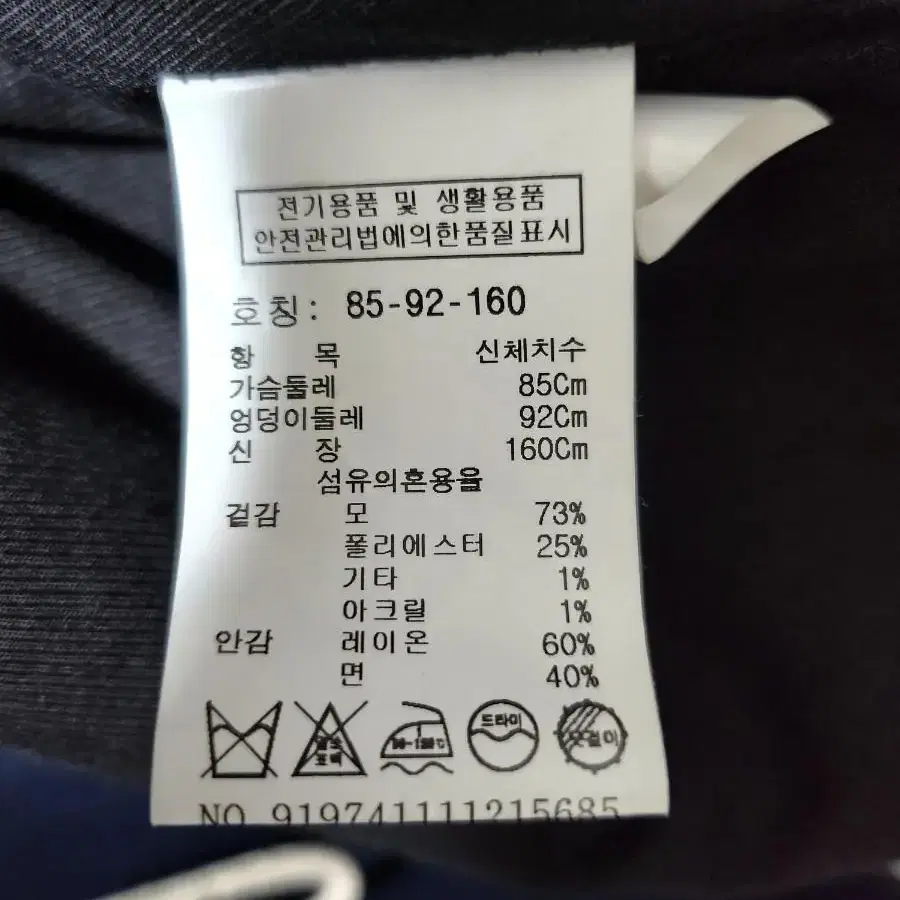 전기용품 및 생활용품
안전관리법에의한품질표시
호칭: 85-92-160
항 목 신체치수
가슴둘레 85Cm
엉덩이둘레 92Cm
신 장 160Cm
섬유의혼용율
겉감 모 73%
폴리에스터 25%
기타 1%
아크릴 1%
안감 레이온 60%
면 40%
드라이
NO 919741111215685